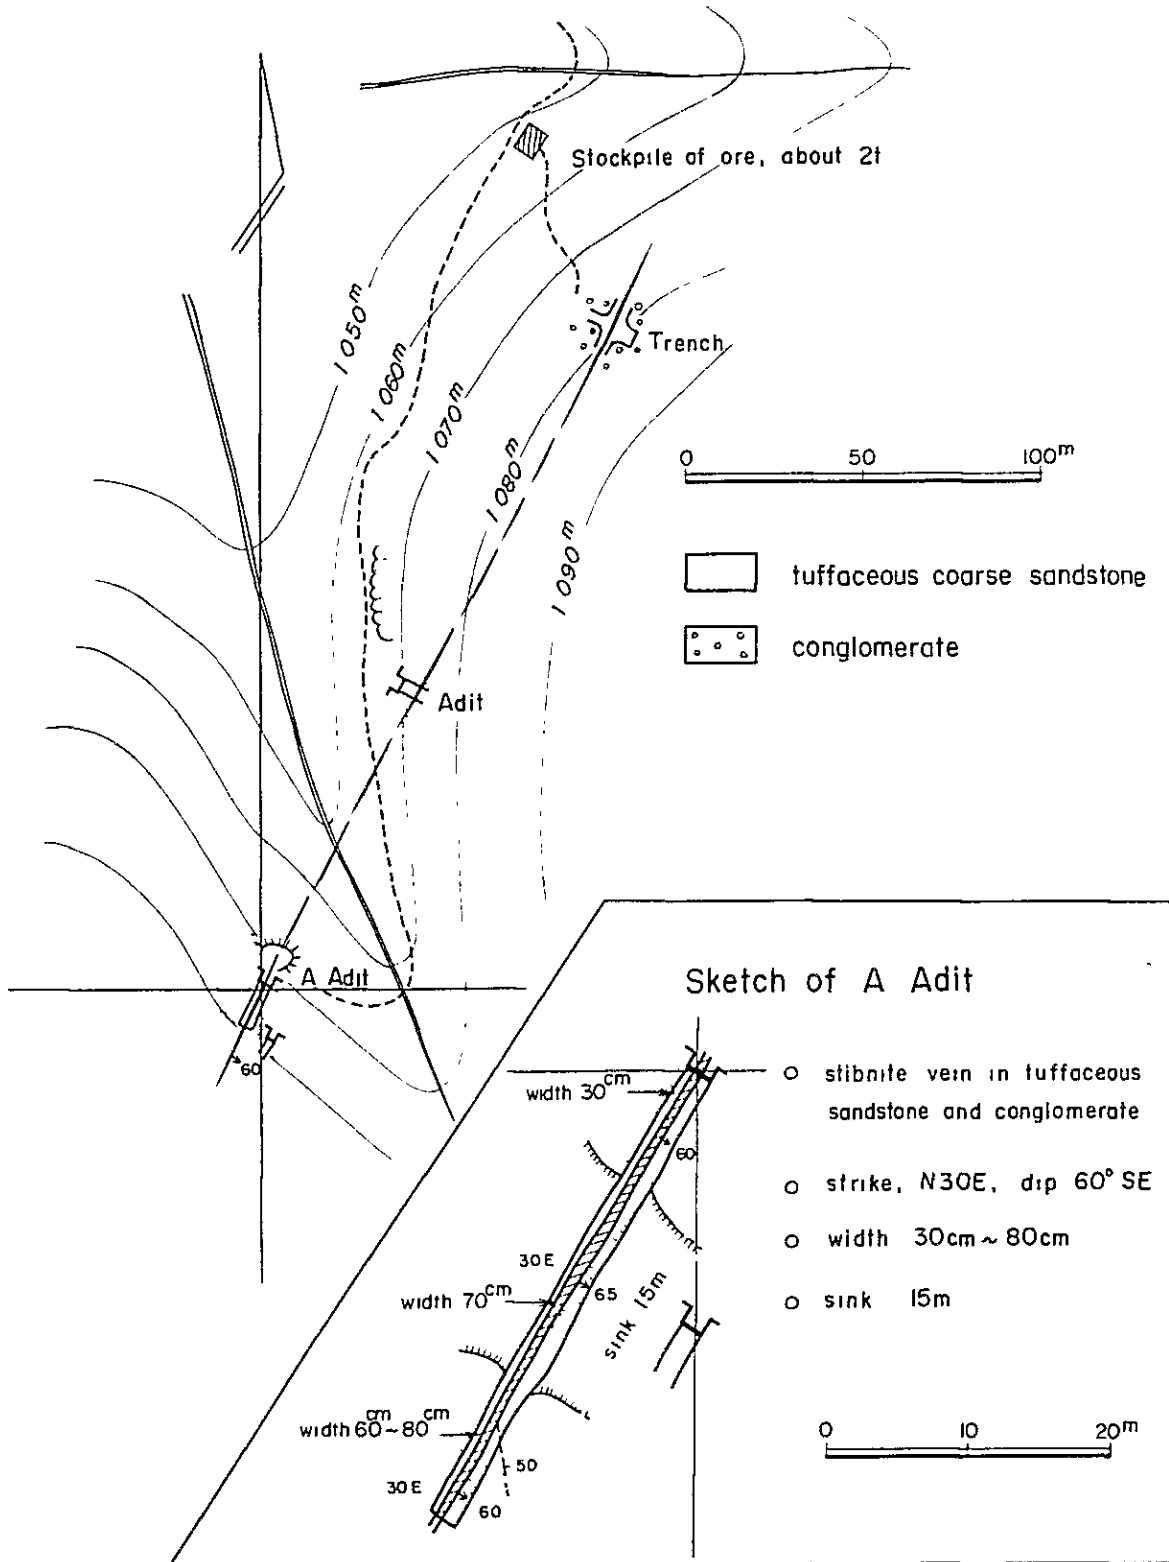 Stockpile of ore, about 2t
1050m
1060m
1070m
1080m
1090m
Trench
0 50 100m
tuffaceous coarse sandstone
conglomerate
Adit
A Adit
60
Sketch of A Adit
width 30cm
60
30E
65
width 70cm
sink 15m
width 60cm~80cm
50
30E
60
stibnite vein in tuffaceous
sandstone and conglomerate
strike, N30E, dip 60° SE
width 30cm~80cm
sink 15m
0 10 20m